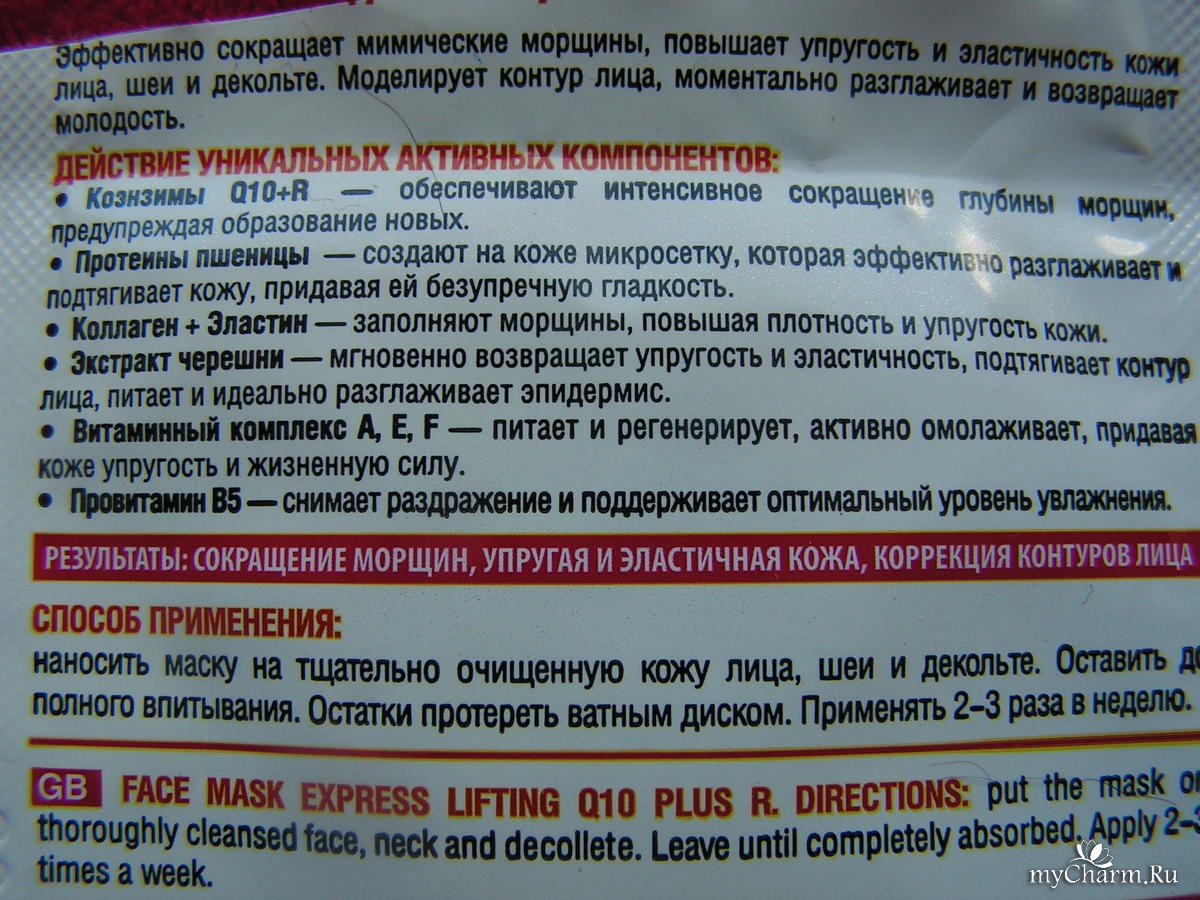 Эффективно сокращает мимические морщины, повышает упругость и эластичность кожи
лица, шеи и декольте. Моделирует контур лица, моментально разглаживает и возвращает
молодость.
ДЕЙСТВИЕ УНИКАЛЬНЫХ АКТИВНЫХ КОМПОНЕНТОВ:
• Коэнзимы Q10+R — обеспечивают интенсивное сокращение глубины морщин,
предупреждая образование новых.
• Протеины пшеницы — создают на коже микросетку, которая эффективно разглаживает и
подтягивает кожу, придавая ей безупречную гладкость.
• Коллаген + Эластин — заполняют морщины, повышая плотность и упругость кожи.
• Экстракт черешни — мгновенно возвращает упругость и эластичность, подтягивает контур
лица, питает и идеально разглаживает эпидермис.
• Витаминный комплекс A, E, F — питает и регенерирует, активно омолаживает, придавая
коже упругость и жизненную силу.
• Провитамин B5 — снимает раздражение и поддерживает оптимальный уровень увлажнения.
РЕЗУЛЬТАТЫ: СОКРАЩЕНИЕ МОРЩИН, УПРУГАЯ И ЭЛАСТИЧНАЯ КОЖА, КОРРЕКЦИЯ КОНТУРОВ ЛИЦА
СПОСОБ ПРИМЕНЕНИЯ:
наносить маску на тщательно очищенную кожу лица, шеи и декольте. Оставить до
полного впитывания. Остатки протереть ватным диском. Применять 2–3 раза в неделю.
GB FACE MASK EXPRESS LIFTING Q10 PLUS R. DIRECTIONS: put the mask on
thoroughly cleansed face, neck and decollete. Leave until completely absorbed. Apply 2–3
times a week.
myCharm.Ru